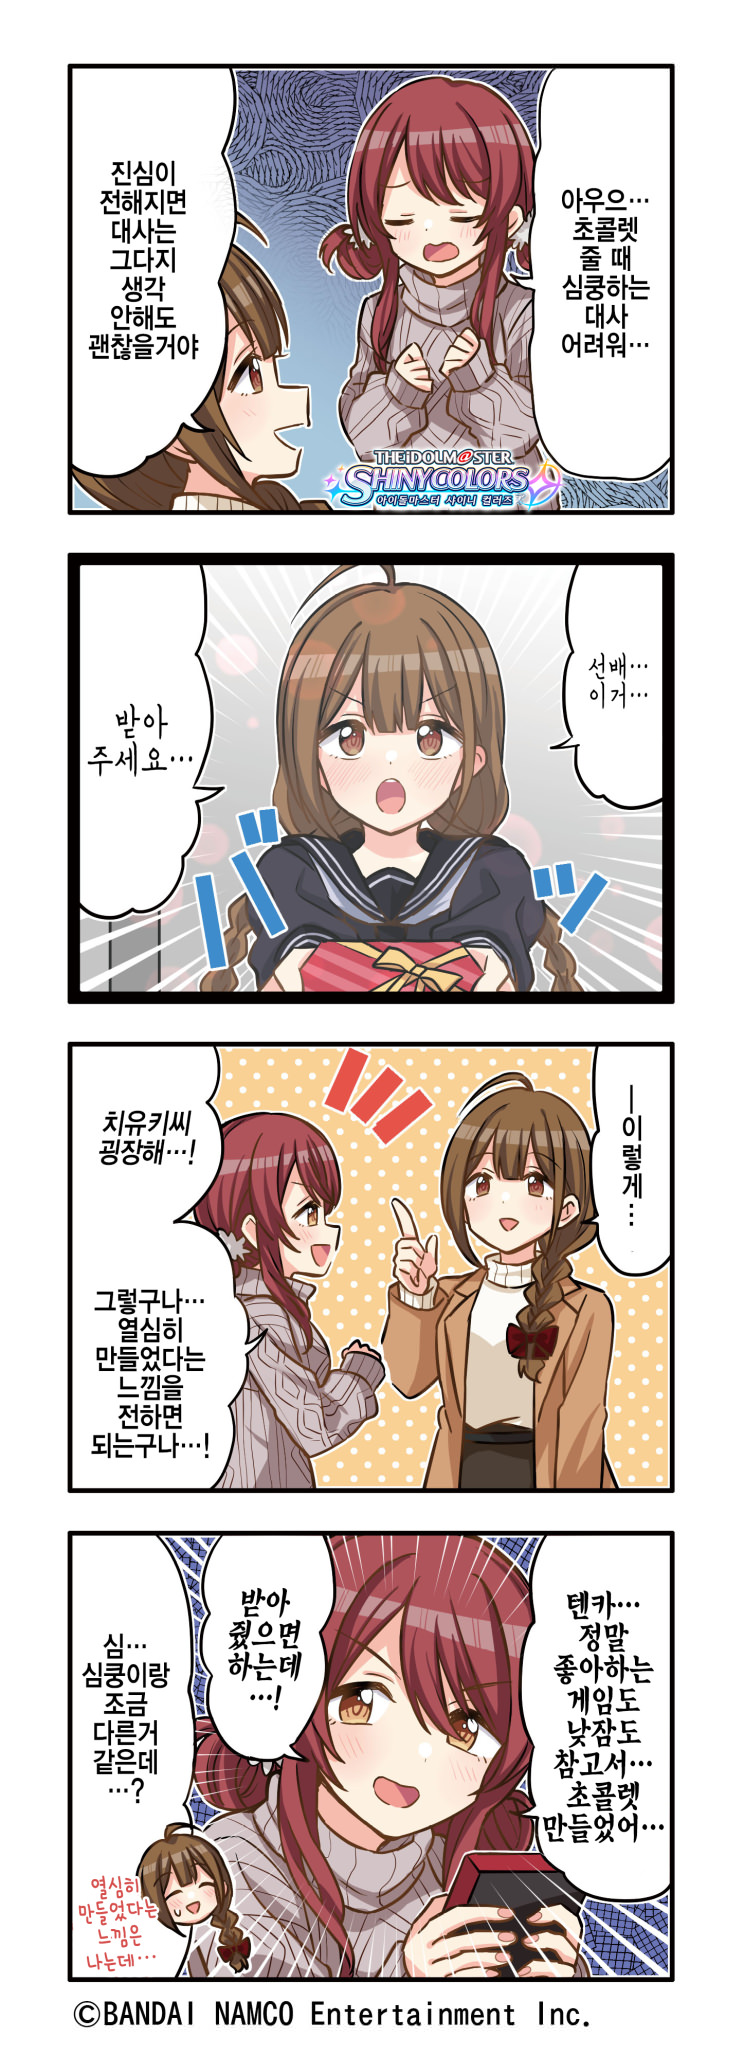 아우으…
초콜렛
줄 때
심쿵하는
대사
어려워…
진심이
전해지면
대사는
그다지
생각
안해도
괜찮을거야
THE iDOLM@STER
SHINY COLORS
아이돌마스터 샤이니 컬러즈
선배…
이거…
받아
주세요…
バッ
―이렇게…
치유키씨
굉장해…!
그렇구나…
열심히
만들었다는
느낌을
전하면
되는구나…!
텐카…
정말
좋아하는
게임도
낮잠도
참고서…
초콜렛
만들었어…
받아
줬으면
하는데
…!
심…
심쿵이랑
조금
다른거
같은데
…?
열심히
만들었다는
느낌은
나는데…
©BANDAI NAMCO Entertainment Inc.